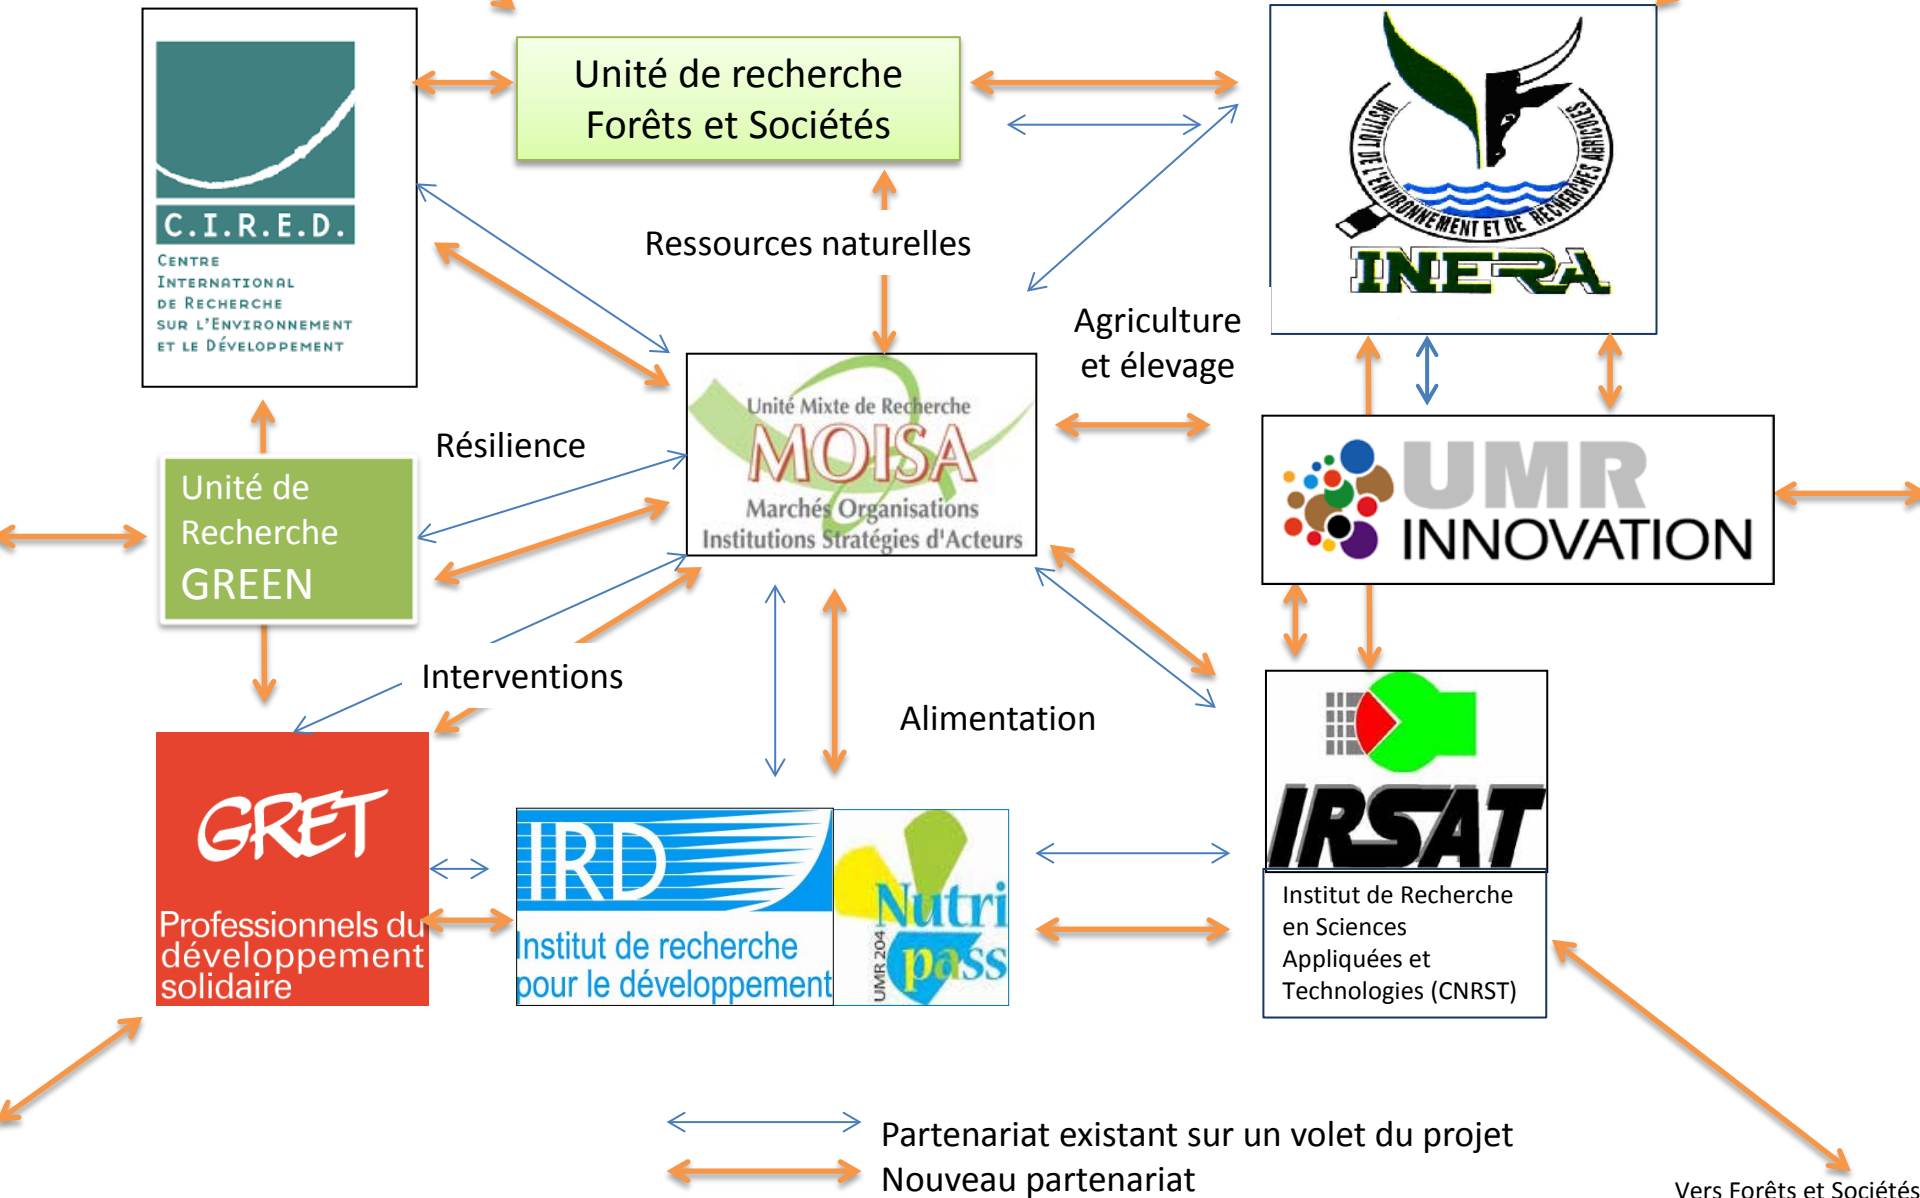 Unité de recherche
Forêts et Sociétés
C.I.R.E.D.
CENTRE
INTERNATIONAL
DE RECHERCHE
SUR L'ENVIRONNEMENT
ET LE DÉVELOPPEMENT
INSTITUT DE L'ENVIRONNEMENT ET DE RECHERCHES AGRICOLES
INERA
Ressources naturelles
Agriculture
et élevage
Résilience
Unité Mixte de Recherche
MOISA
Marchés Organisations
Institutions Stratégies d'Acteurs
UMR
INNOVATION
Unité de
Recherche
GREEN
Interventions
Alimentation
GRET
Professionnels du
développement
solidaire
IRD
Institut de recherche
pour le développement
UMR 204
Nutri
pass
IRSAT
Institut de Recherche
en Sciences
Appliquées et
Technologies (CNRST)
Partenariat existant sur un volet du projet
Nouveau partenariat
Vers Forêts et Sociétés